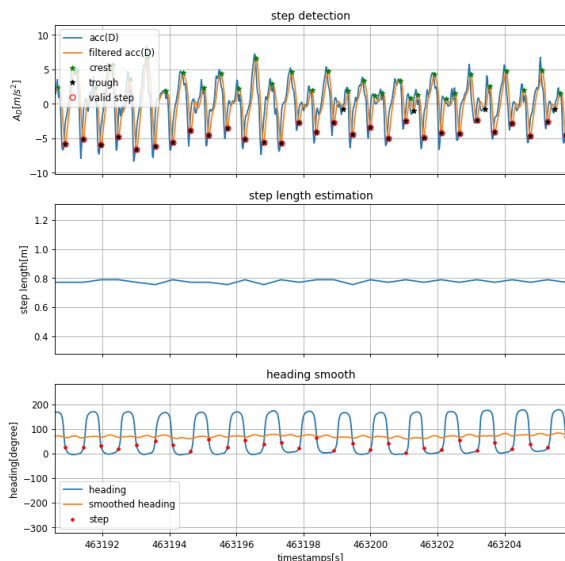 step detection
10
5
0
−5
−10
A_D[m/s²]
acc(D)
filtered acc(D)
crest
trough
valid step
step length estimation
1.2
1.0
0.8
0.6
0.4
step length[m]
heading smooth
200
100
0
−100
−200
−300
heading[degree]
heading
smoothed heading
step
463192 463194 463196 463198 463200 463202 463204
timestamps[s]